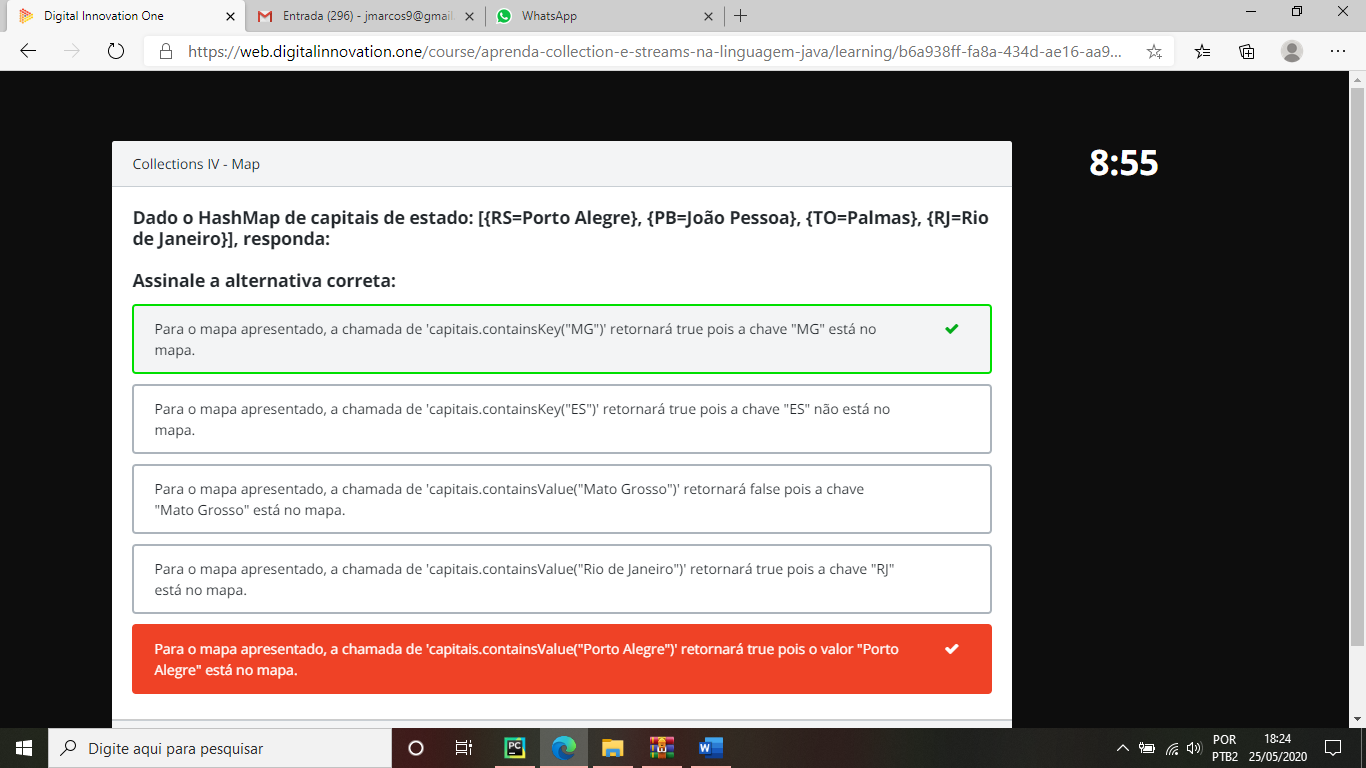 Digital Innovation One
Entrada (296) - jmarcos9@gmail.
WhatsApp
https://web.digitalinnovation.one/course/aprenda-collection-e-streams-na-linguagem-java/learning/b6a938ff-fa8a-434d-ae16-aa9...
Collections IV - Map
8:55
Dado o HashMap de capitais de estado: [{RS=Porto Alegre}, {PB=João Pessoa}, {TO=Palmas}, {RJ=Rio
de Janeiro}], responda:
Assinale a alternativa correta:
Para o mapa apresentado, a chamada de 'capitais.containsKey("MG")' retornará true pois a chave "MG" está no
mapa.
Para o mapa apresentado, a chamada de 'capitais.containsKey("ES")' retornará true pois a chave "ES" não está no
mapa.
Para o mapa apresentado, a chamada de 'capitais.containsValue("Mato Grosso")' retornará false pois a chave
"Mato Grosso" está no mapa.
Para o mapa apresentado, a chamada de 'capitais.containsValue("Rio de Janeiro")' retornará true pois a chave "RJ"
está no mapa.
Para o mapa apresentado, a chamada de 'capitais.containsValue("Porto Alegre")' retornará true pois o valor "Porto
Alegre" está no mapa.
Digite aqui para pesquisar
PC
W
POR
PTB2
18:24
25/05/2020